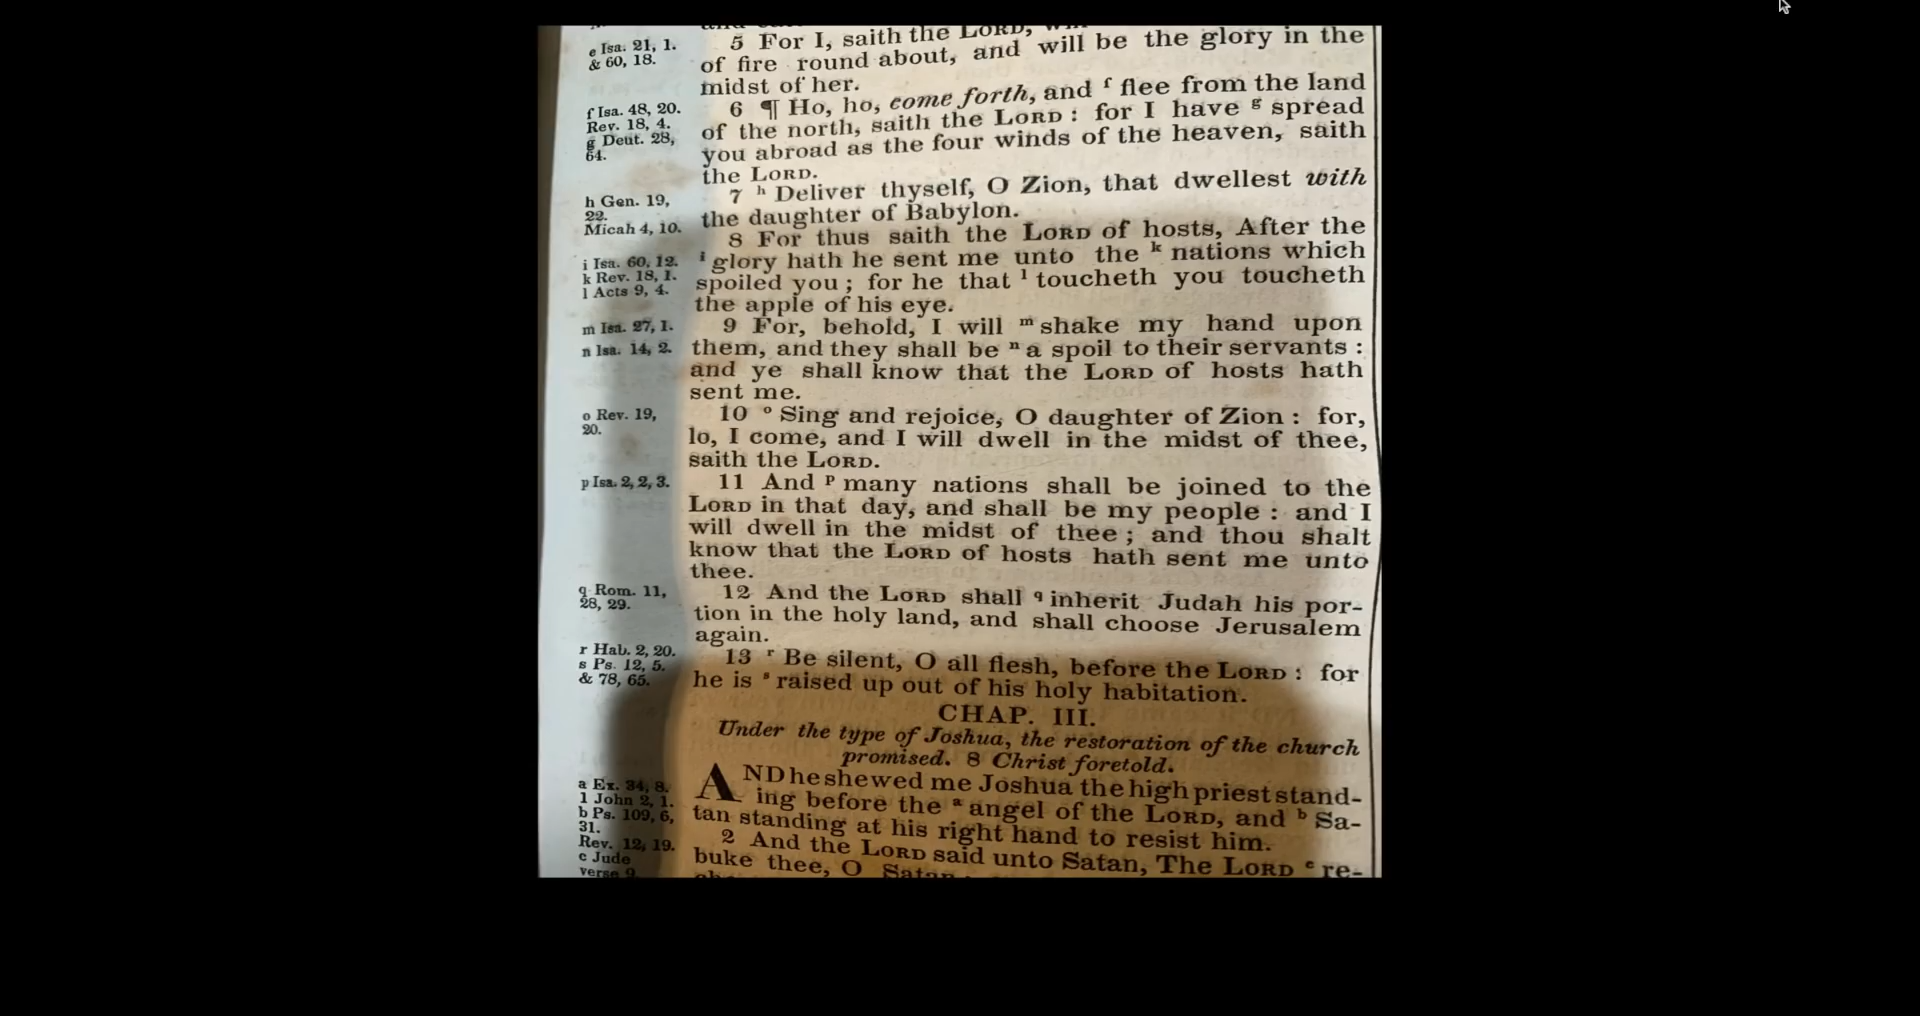 e Isa. 21, 1.
& 60, 18.
f Isa. 48, 20.
Rev. 18, 4.
g Deut. 28,
64.
h Gen. 19,
22.
Micah 4, 10.
i Isa. 60, 12.
k Rev. 18, 1.
l Acts 9, 4.
m Isa. 27, 1.
n Isa. 14, 2.
o Rev. 19,
20.
p Isa. 2, 2, 3.
q Rom. 11,
28, 29.
r Hab. 2, 20.
s Ps. 12, 5.
& 78, 65.
a Ex. 34, 8.
1 John 2, 1.
b Ps. 109, 6,
31.
Rev. 12, 19.
c Jude
verse 9
5 For I, saith the LORD,
of fire round about, and will be the glory in the
midst of her.
6 ¶ Ho, ho, come forth, and f flee from the land
of the north, saith the LORD : for I have g spread
you abroad as the four winds of the heaven, saith
the LORD.
7 h Deliver thyself, O Zion, that dwellest with
the daughter of Babylon.
8 For thus saith the LORD of hosts, After the
i glory hath he sent me unto the k nations which
spoiled you ; for he that l toucheth you toucheth
the apple of his eye.
9 For, behold, I will m shake my hand upon
them, and they shall be n a spoil to their servants :
and ye shall know that the LORD of hosts hath
sent me.
10 o Sing and rejoice, O daughter of Zion : for,
lo, I come, and I will dwell in the midst of thee,
saith the LORD.
11 And p many nations shall be joined to the
LORD in that day, and shall be my people : and I
will dwell in the midst of thee ; and thou shalt
know that the LORD of hosts hath sent me unto
thee.
12 And the LORD shall q inherit Judah his por-
tion in the holy land, and shall choose Jerusalem
again.
13 r Be silent, O all flesh, before the LORD : for
he is s raised up out of his holy habitation.
CHAP. III.
Under the type of Joshua, the restoration of the church
promised. 8 Christ foretold.
AND he shewed me Joshua the high priest stand-
ing before the a angel of the LORD, and b Sa-
tan standing at his right hand to resist him.
2 And the LORD said unto Satan, The LORD c re-
buke thee, O Satan